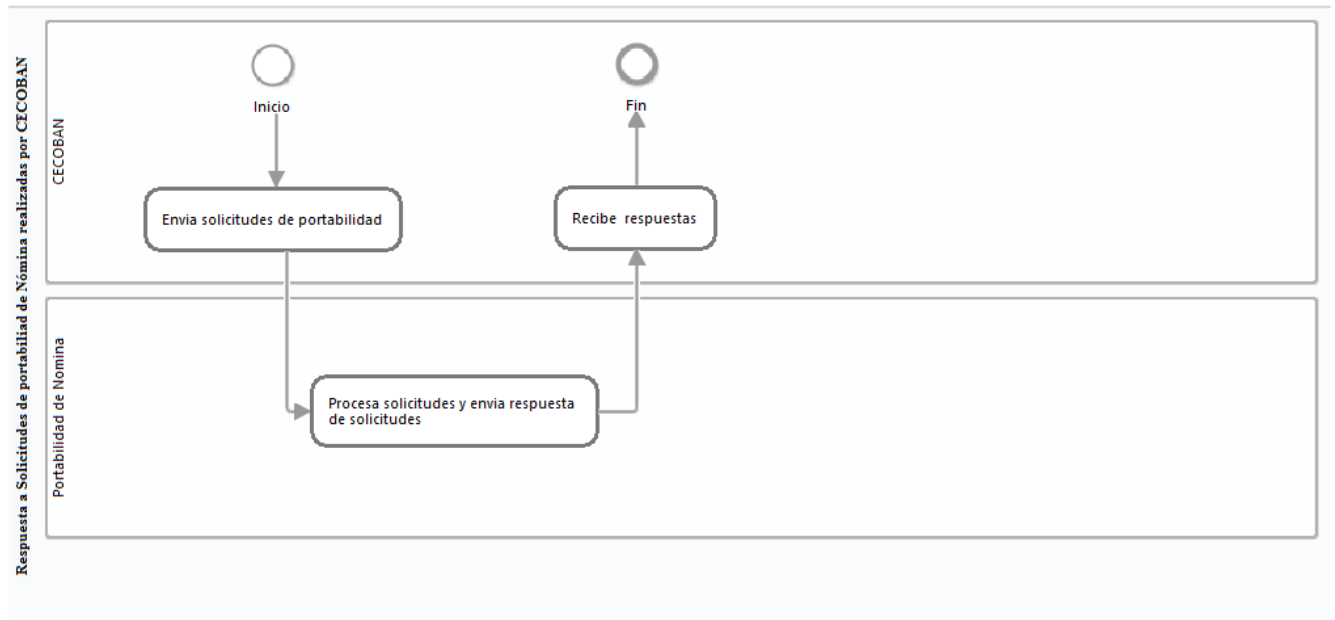 Respuesta a Solicitudes de portabiliad de Nómina realizadas por CECOBAN
CECOBAN
Inicio
Fin
Envia solicitudes de portabilidad
Recibe respuestas
Portabilidad de Nomina
Procesa solicitudes y envia respuesta
de solicitudes